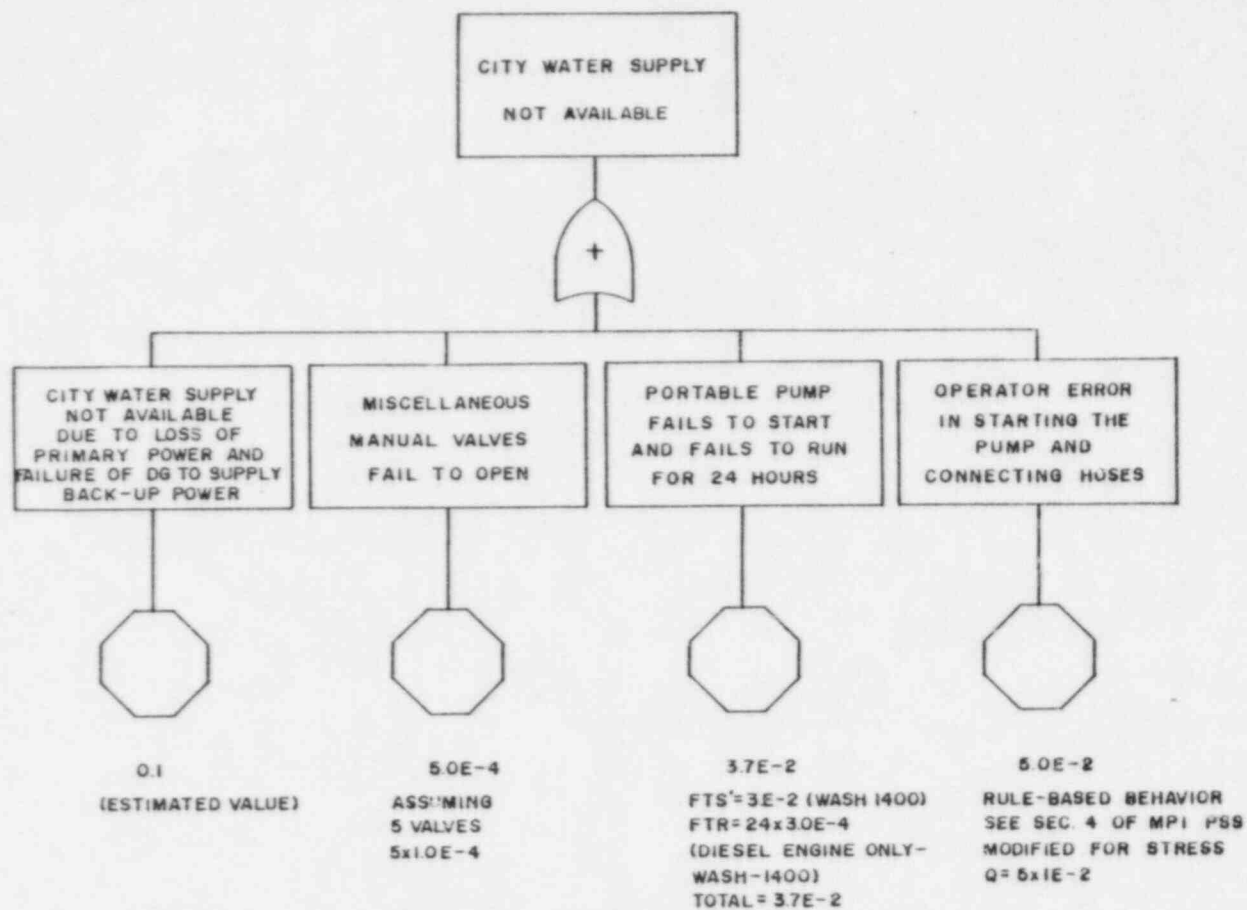 CITY WATER SUPPLY
NOT AVAILABLE
+
CITY WATER SUPPLY
NOT AVAILABLE
DUE TO LOSS OF
PRIMARY POWER AND
FAILURE OF DG TO SUPPLY
BACK-UP POWER
MISCELLANEOUS
MANUAL VALVES
FAIL TO OPEN
PORTABLE PUMP
FAILS TO START
AND FAILS TO RUN
FOR 24 HOURS
OPERATOR ERROR
IN STARTING THE
PUMP AND
CONNECTING HOSES
0.1
(ESTIMATED VALUE)
5.0E-4
ASSUMING
5 VALVES
5x1.0E-4
3.7E-2
FTS'=3E-2 (WASH 1400)
FTR=24x3.0E-4
(DIESEL ENGINE ONLY-
WASH-1400)
TOTAL = 3.7E-2
5.0E-2
RULE-BASED BEHAVIOR
SEE SEC. 4 OF MP1 PSS
MODIFIED FOR STRESS
Q=5x1E-2